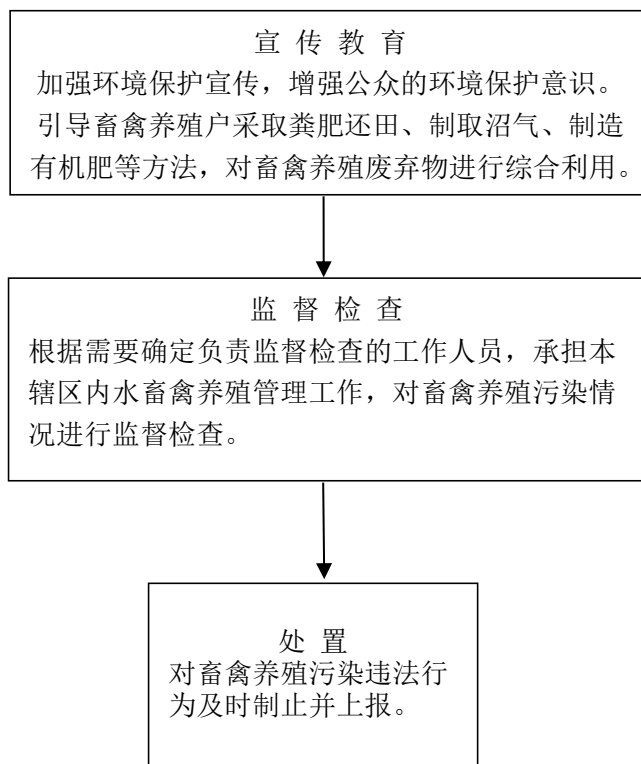 宣 传 教 育
加强环境保护宣传，增强公众的环境保护意识。
引导畜禽养殖户采取粪肥还田、制取沼气、制造
有机肥等方法，对畜禽养殖废弃物进行综合利用。
监 督 检 查
根据需要确定负责监督检查的工作人员，承担本
辖区内水畜禽养殖管理工作，对畜禽养殖污染情
况进行监督检查。
处 置
对畜禽养殖污染违法行
为及时制止并上报。